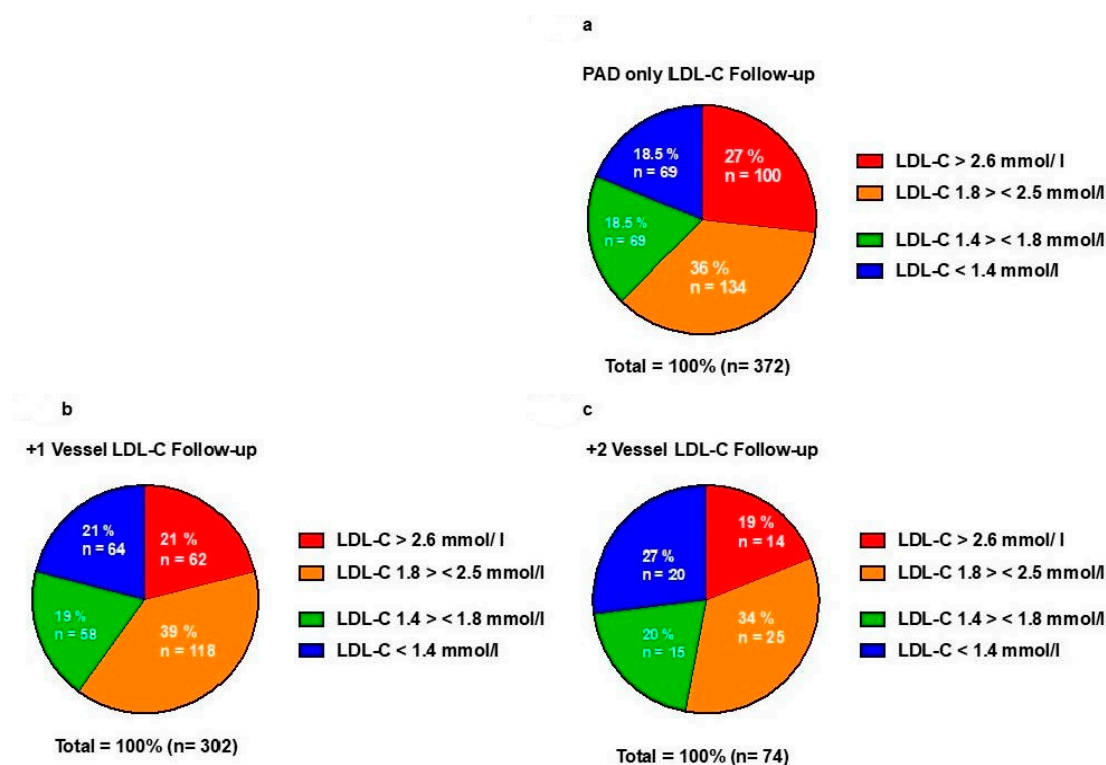 a
PAD only LDL-C Follow-up
18.5 %
n = 69
27 %
n = 100
18.5 %
n = 69
36 %
n = 134
LDL-C > 2.6 mmol/ l
LDL-C 1.8 > < 2.5 mmol/l
LDL-C 1.4 > < 1.8 mmol/l
LDL-C < 1.4 mmol/l
Total = 100% (n= 372)
b
+1 Vessel LDL-C Follow-up
21 %
n = 64
21 %
n = 62
19 %
n = 58
39 %
n = 118
LDL-C > 2.6 mmol/ l
LDL-C 1.8 > < 2.5 mmol/l
LDL-C 1.4 > < 1.8 mmol/l
LDL-C < 1.4 mmol/l
Total = 100% (n= 302)
c
+2 Vessel LDL-C Follow-up
27 %
n = 20
19 %
n = 14
20 %
n = 15
34 %
n = 25
LDL-C > 2.6 mmol/ l
LDL-C 1.8 > < 2.5 mmol/l
LDL-C 1.4 > < 1.8 mmol/l
LDL-C < 1.4 mmol/l
Total = 100% (n= 74)